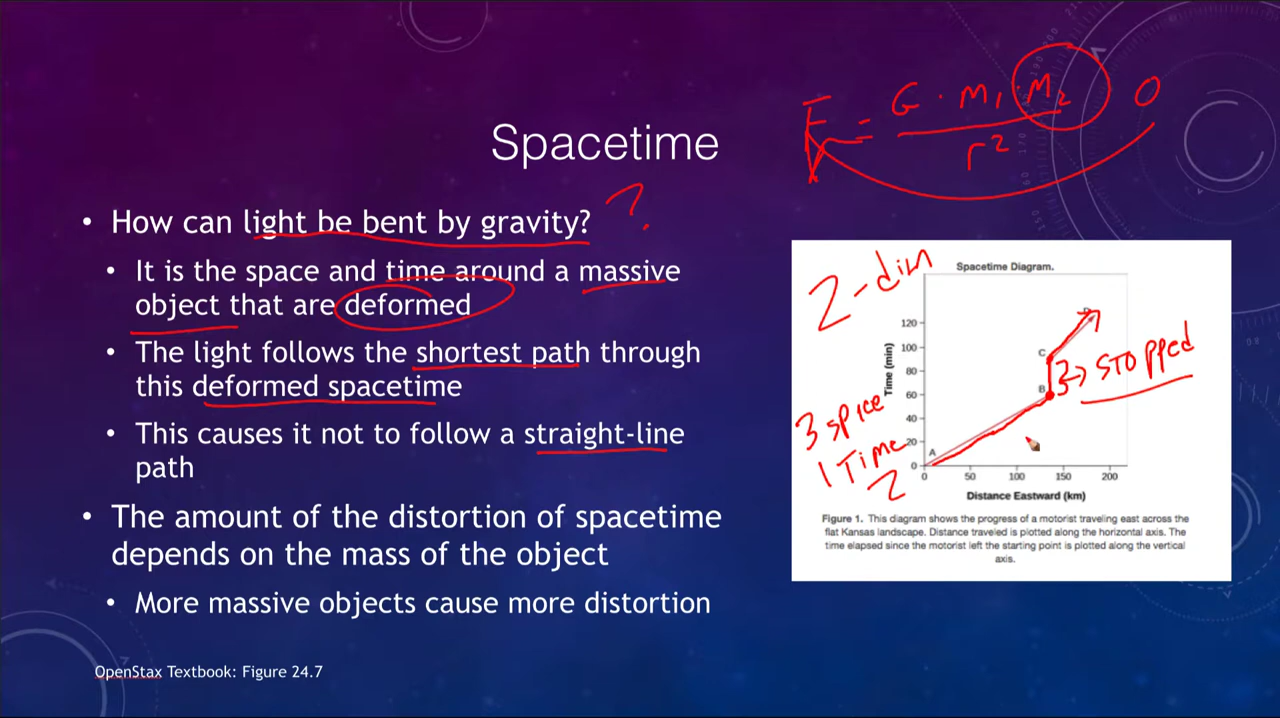 F = G · m₁ · m₂ 0
r²
Spacetime
• How can light be bent by gravity? ?
• It is the space and time around a massive
object that are deformed
• The light follows the shortest path through
this deformed spacetime
• This causes it not to follow a straight-line
path
• The amount of the distortion of spacetime
depends on the mass of the object
• More massive objects cause more distortion
OpenStax Textbook: Figure 24.7
2-dim
Spacetime Diagram.
Time (min)
120
100
80
60
40
20
0
A
B
C
D
→ STOPPED
3 space
1 Time
2
0 50 100 150 200
Distance Eastward (km)
Figure 1. This diagram shows the progress of a motorist traveling east across the
flat Kansas landscape. Distance traveled is plotted along the horizontal axis. The
time elapsed since the motorist left the starting point is plotted along the vertical
axis.